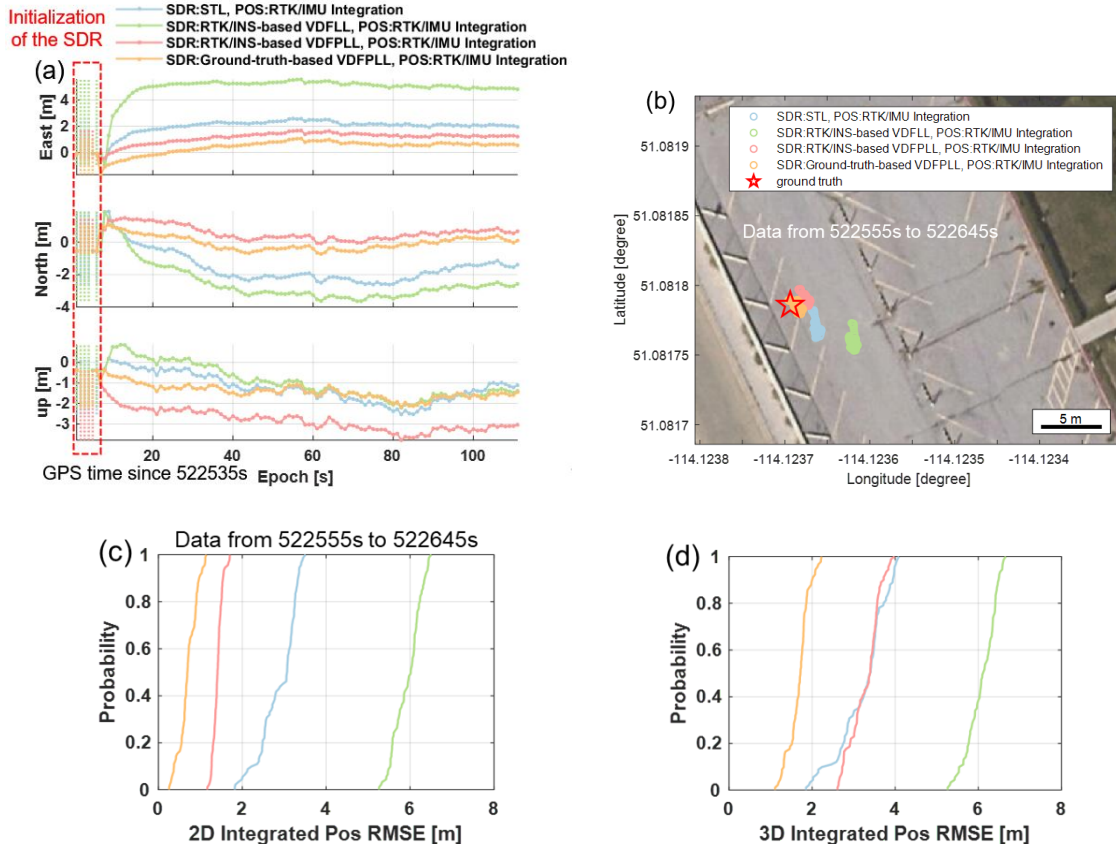 Initialization
of the SDR
SDR:STL, POS:RTK/IMU Integration
SDR:RTK/INS-based VDFLL, POS:RTK/IMU Integration
SDR:RTK/INS-based VDFPLL, POS:RTK/IMU Integration
SDR:Ground-truth-based VDFPLL, POS:RTK/IMU Integration
(a)
East [m]
4
2
0
North [m]
0
-2
-4
up [m]
0
-1
-2
-3
20
40
60
80
100
GPS time since 522535s
Epoch [s]
(b)
SDR:STL, POS:RTK/IMU Integration
SDR:RTK/INS-based VDFLL, POS:RTK/IMU Integration
SDR:RTK/INS-based VDFPLL, POS:RTK/IMU Integration
SDR:Ground-truth-based VDFPLL, POS:RTK/IMU Integration
ground truth
Data from 522555s to 522645s
Latitude [degree]
51.0819
51.08185
51.0818
51.08175
51.0817
5 m
-114.1238
-114.1237
-114.1236
-114.1235
-114.1234
Longitude [degree]
(c)
Data from 522555s to 522645s
Probability
1
0.8
0.6
0.4
0.2
0
0
2
4
6
8
2D Integrated Pos RMSE [m]
(d)
Probability
1
0.8
0.6
0.4
0.2
0
0
2
4
6
8
3D Integrated Pos RMSE [m]